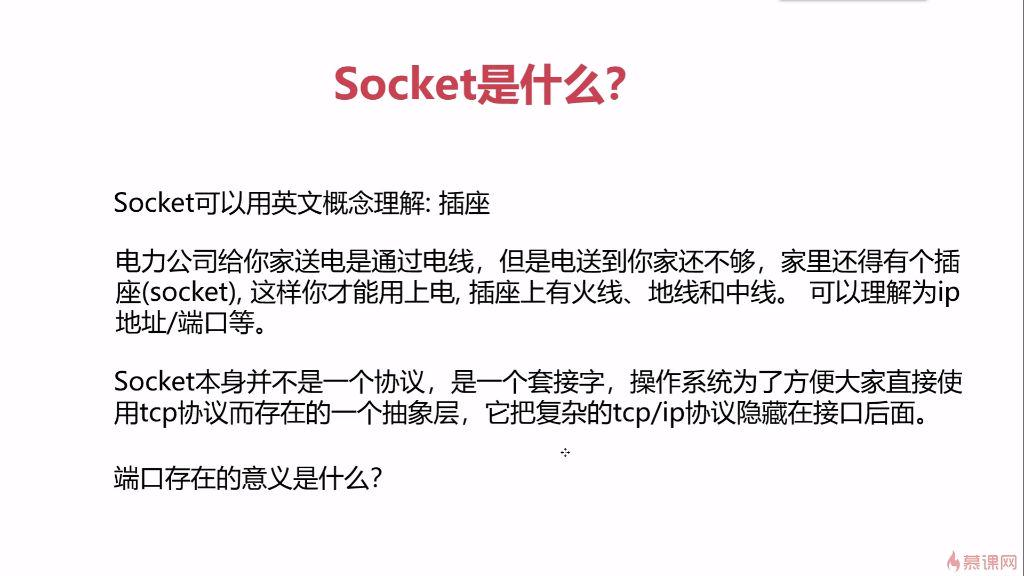 Socket是什么?
Socket可以用英文概念理解: 插座
电力公司给你家送电是通过电线，但是电送到你家还不够，家里还得有个插
座(socket), 这样你才能用上电, 插座上有火线、地线和中线。 可以理解为ip
地址/端口等。
Socket本身并不是一个协议，是一个套接字，操作系统为了方便大家直接使
用tcp协议而存在的一个抽象层，它把复杂的tcp/ip协议隐藏在接口后面。
端口存在的意义是什么?
慕课网